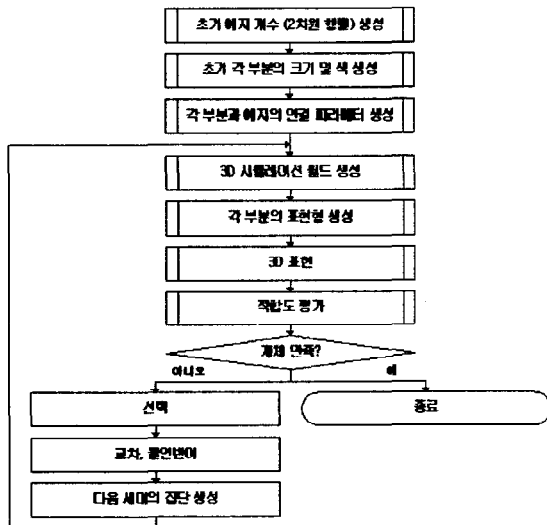 초기 에지 개수 (2차원 행렬) 생성
초기 각 부분의 크기 및 색 생성
각 부분과 에지의 연결 파라메터 생성
3D 시뮬레이션 월드 생성
각 부분의 표현형 생성
3D 표현
적합도 평가
개체 만족?
아니오
예
선택
종료
교차, 돌연변이
다음 세대의 집단 생성